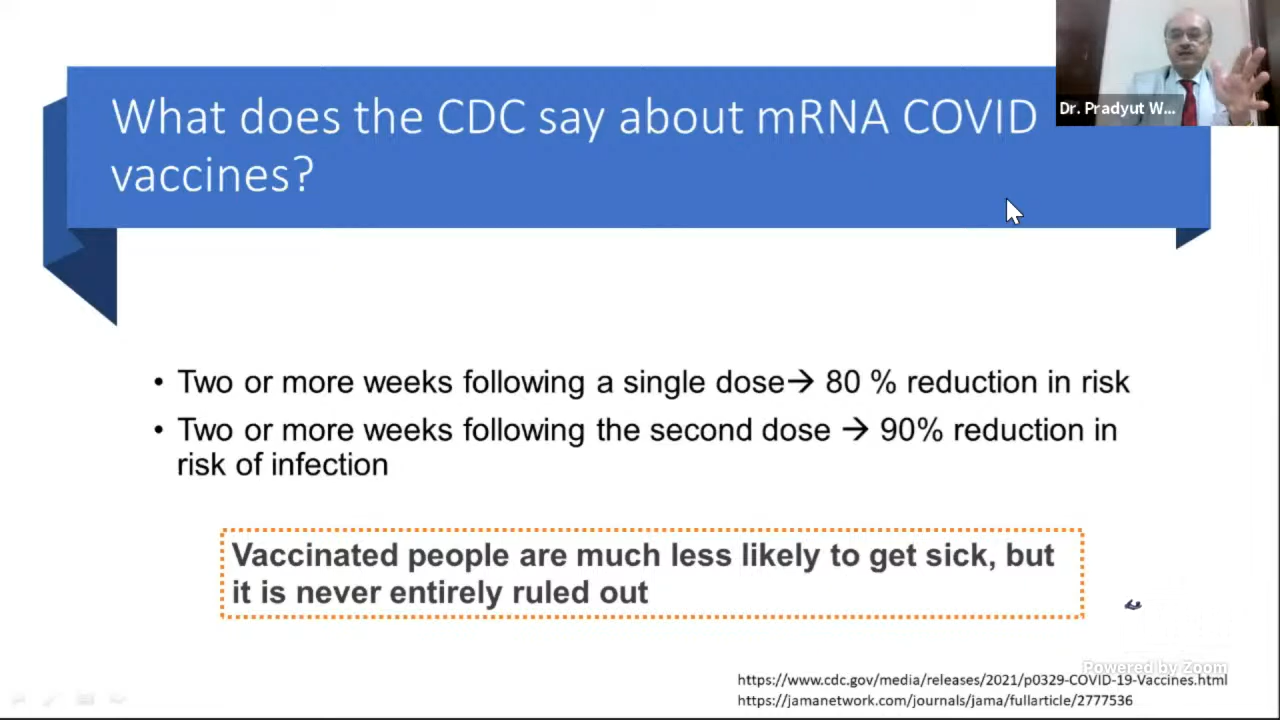 What does the CDC say about mRNA COVID
vaccines?
Dr. Pradyut W...
• Two or more weeks following a single dose→ 80 % reduction in risk
• Two or more weeks following the second dose → 90% reduction in
risk of infection
Vaccinated people are much less likely to get sick, but
it is never entirely ruled out
Powered by Zoom
https://www.cdc.gov/media/releases/2021/p0329-COVID-19-Vaccines.html
https://jamanetwork.com/journals/jama/fullarticle/2777536